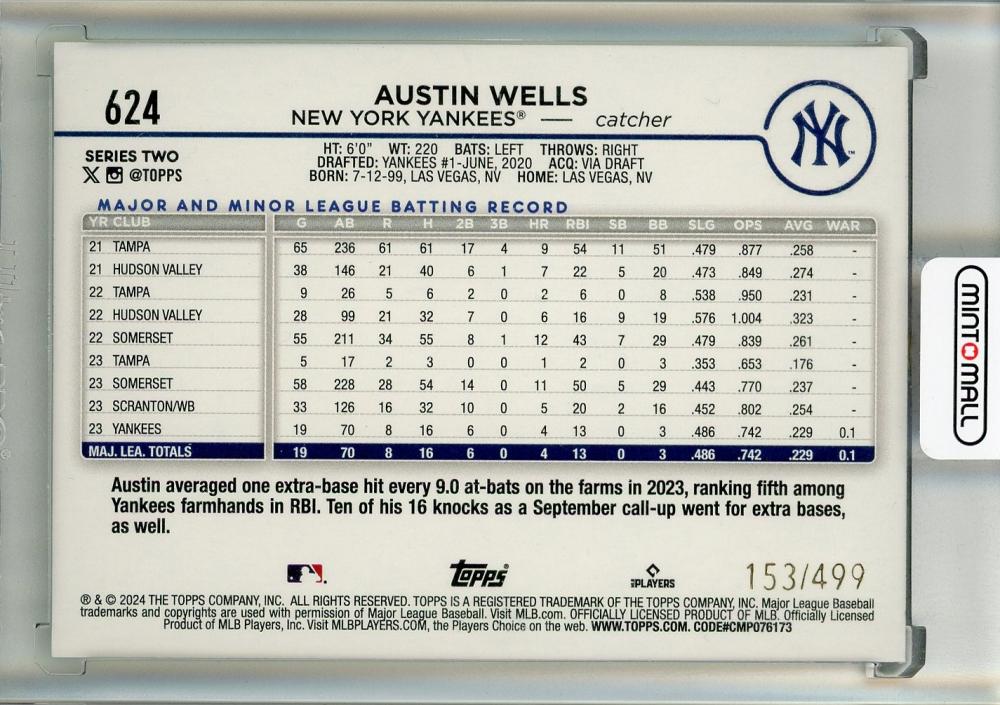 624
AUSTIN WELLS
NEW YORK YANKEES® — catcher
NY™
SERIES TWO
@TOPPS
HT: 6'0" WT: 220 BATS: LEFT THROWS: RIGHT
DRAFTED: YANKEES #1-JUNE, 2020 ACQ: VIA DRAFT
BORN: 7-12-99, LAS VEGAS, NV HOME: LAS VEGAS, NV
MAJOR AND MINOR LEAGUE BATTING RECORD
YR CLUB G AB R H 2B 3B HR RBI SB BB SLG OPS AVG WAR
21 TAMPA 65 236 61 61 17 4 9 54 11 51 .479 .877 .258 -
21 HUDSON VALLEY 38 146 21 40 6 1 7 22 5 20 .473 .849 .274 -
22 TAMPA 9 26 5 6 2 0 2 6 0 8 .538 .950 .231 -
22 HUDSON VALLEY 28 99 21 32 7 0 6 16 9 19 .576 1.004 .323 -
22 SOMERSET 55 211 34 55 8 1 12 43 7 29 .479 .839 .261 -
23 TAMPA 5 17 2 3 0 0 1 2 0 3 .353 .653 .176 -
23 SOMERSET 58 228 28 54 14 0 11 50 5 29 .443 .770 .237 -
23 SCRANTON/WB 33 126 16 32 10 0 5 20 2 16 .452 .802 .254 -
23 YANKEES 19 70 8 16 6 0 4 13 0 3 .486 .742 .229 0.1
MAJ. LEA. TOTALS 19 70 8 16 6 0 4 13 0 3 .486 .742 .229 0.1
Austin averaged one extra-base hit every 9.0 at-bats on the farms in 2023, ranking fifth among
Yankees farmhands in RBI. Ten of his 16 knocks as a September call-up went for extra bases,
as well.
Topps
PLAYERS
153/499
® & © 2024 THE TOPPS COMPANY, INC. ALL RIGHTS RESERVED. TOPPS IS A REGISTERED TRADEMARK OF THE TOPPS COMPANY, INC. Major League Baseball
trademarks and copyrights are used with permission of Major League Baseball. Visit MLB.com. OFFICIALLY LICENSED PRODUCT OF MLB. Officially Licensed
Product of MLB Players, Inc. Visit MLBPLAYERS.COM, the Players Choice on the web. WWW.TOPPS.COM. CODE#CMP076173
MINT MALL